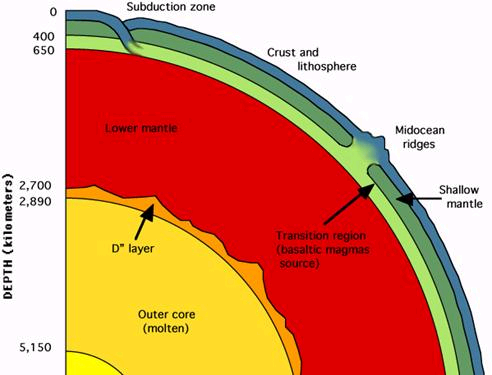 Subduction zone
0
400
650
Crust and
lithosphere
Lower mantle
Midocean
ridges
2,700
2,890
Shallow
mantle
Transition region
(basaltic magmas
source)
D" layer
DEPTH (kilometers)
Outer core
(molten)
5,150